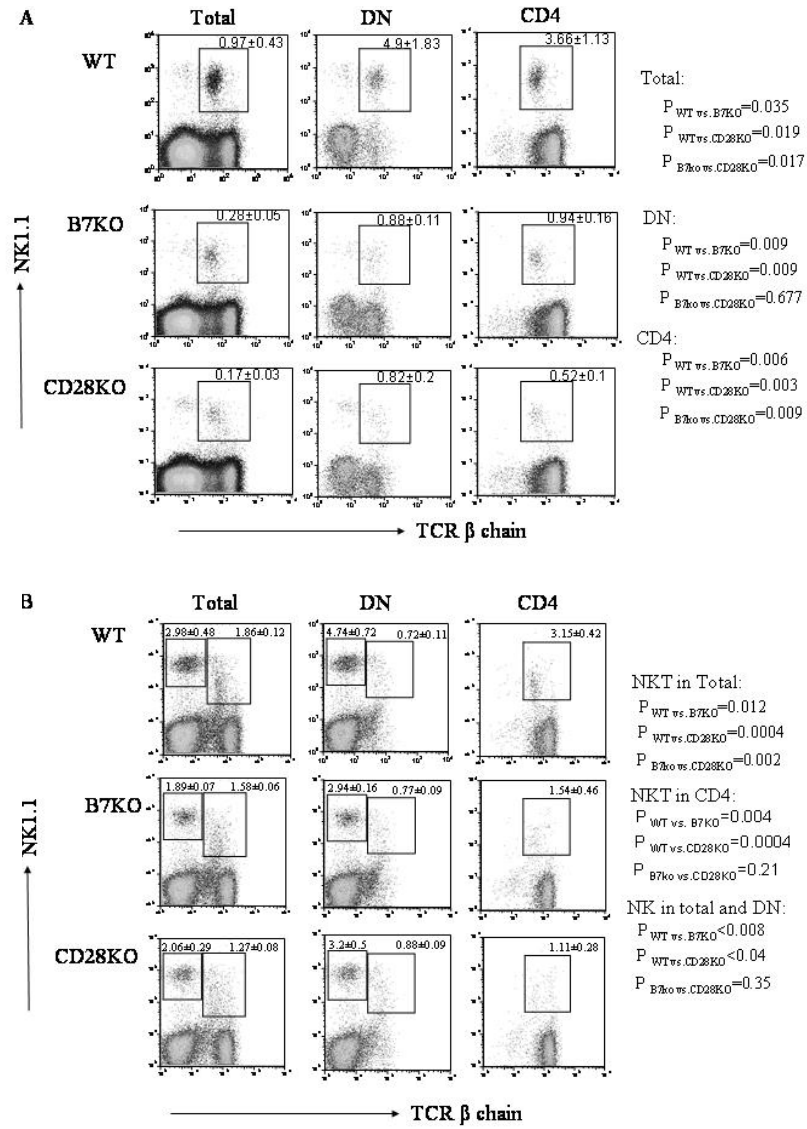 A
Total
DN
CD4
WT
0.97±0.43
4.9±1.83
3.66±1.13
Total:
P WT vs. B7KO=0.035
P WT vs. CD28KO=0.019
P B7ko vs. CD28KO=0.017
B7KO
0.28±0.05
0.88±0.11
0.94±0.16
DN:
P WT vs. B7KO=0.009
P WT vs. CD28KO=0.009
P B7ko vs. CD28KO=0.677
CD4:
P WT vs. B7KO=0.006
P WT vs. CD28KO=0.003
P B7ko vs. CD28KO=0.009
CD28KO
0.17±0.03
0.82±0.2
0.52±0.1
NK1.1
TCR β chain
B
Total
DN
CD4
WT
2.98±0.48
1.86±0.12
4.74±0.72
0.72±0.11
3.15±0.42
NKT in Total:
P WT vs. B7KO=0.012
P WT vs. CD28KO=0.0004
P B7ko vs. CD28KO=0.002
B7KO
1.89±0.07
1.58±0.06
2.94±0.16
0.77±0.09
1.54±0.46
NKT in CD4:
P WT vs. B7KO=0.004
P WT vs. CD28KO=0.0004
P B7ko vs. CD28KO=0.21
NK in total and DN:
P WT vs. B7KO<0.008
P WT vs. CD28KO<0.04
P B7ko vs. CD28KO=0.35
CD28KO
2.06±0.29
1.27±0.08
3.2±0.5
0.88±0.09
1.11±0.28
NK1.1
TCR β chain